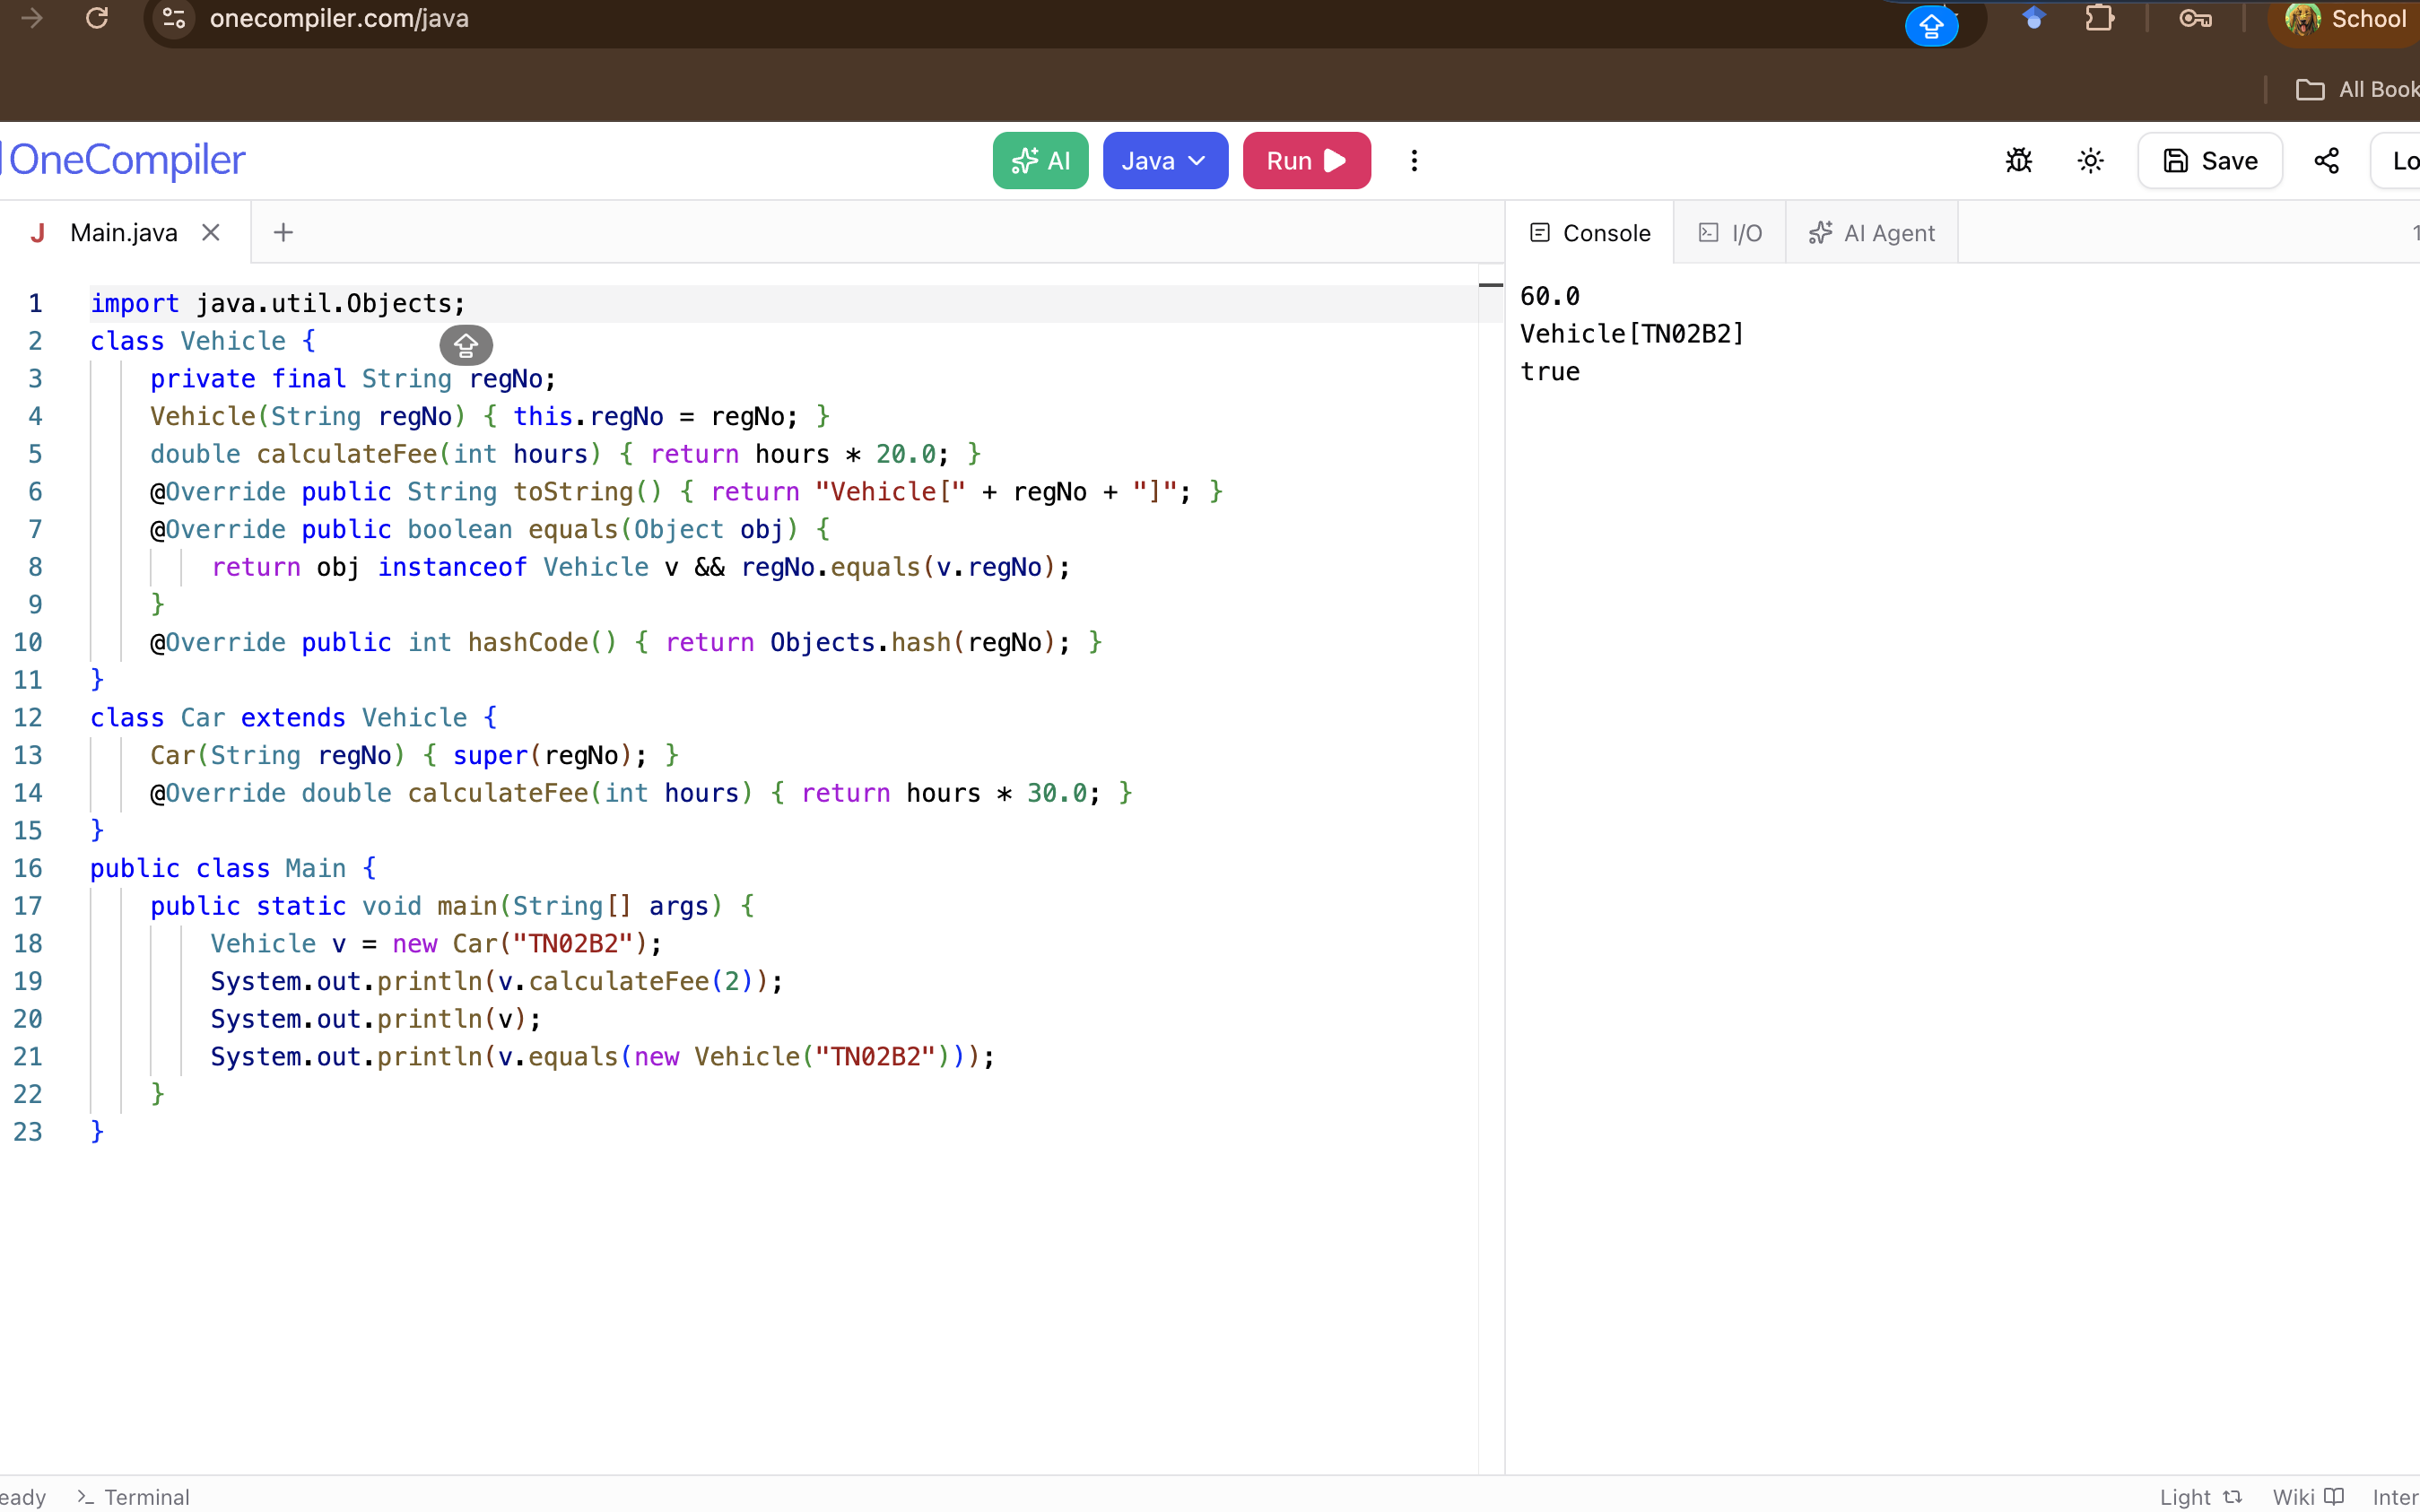 onecompiler.com/java
School
All Book
OneCompiler
AI
Java
Run
Save
Lo
J Main.java
Console
I/O
AI Agent
1 import java.util.Objects;
2 class Vehicle {
3 private final String regNo;
4 Vehicle(String regNo) { this.regNo = regNo; }
5 double calculateFee(int hours) { return hours * 20.0; }
6 @Override public String toString() { return "Vehicle[" + regNo + "]"; }
7 @Override public boolean equals(Object obj) {
8 return obj instanceof Vehicle v && regNo.equals(v.regNo);
9 }
10 @Override public int hashCode() { return Objects.hash(regNo); }
11 }
12 class Car extends Vehicle {
13 Car(String regNo) { super(regNo); }
14 @Override double calculateFee(int hours) { return hours * 30.0; }
15 }
16 public class Main {
17 public static void main(String[] args) {
18 Vehicle v = new Car("TN02B2");
19 System.out.println(v.calculateFee(2));
20 System.out.println(v);
21 System.out.println(v.equals(new Vehicle("TN02B2")));
22 }
23 }
60.0
Vehicle[TN02B2]
true
eady
Terminal
Light
Wiki
Inter